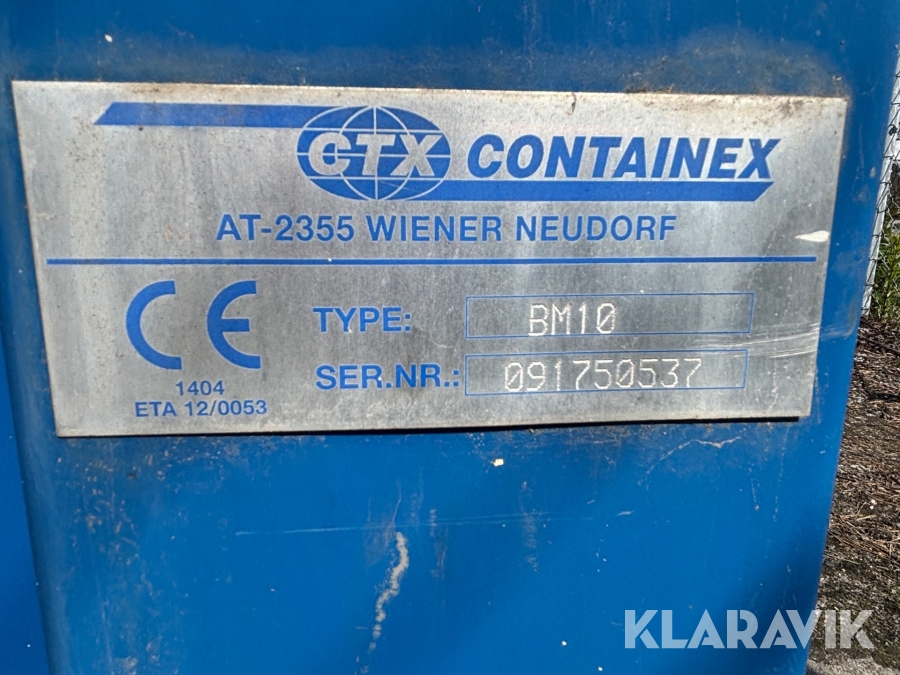 CTX CONTAINEX
AT-2355 WIENER NEUDORF
CE
TYPE: BM10
SER.NR.: 091750537
1404
ETA 12/0053
KLARAVIK